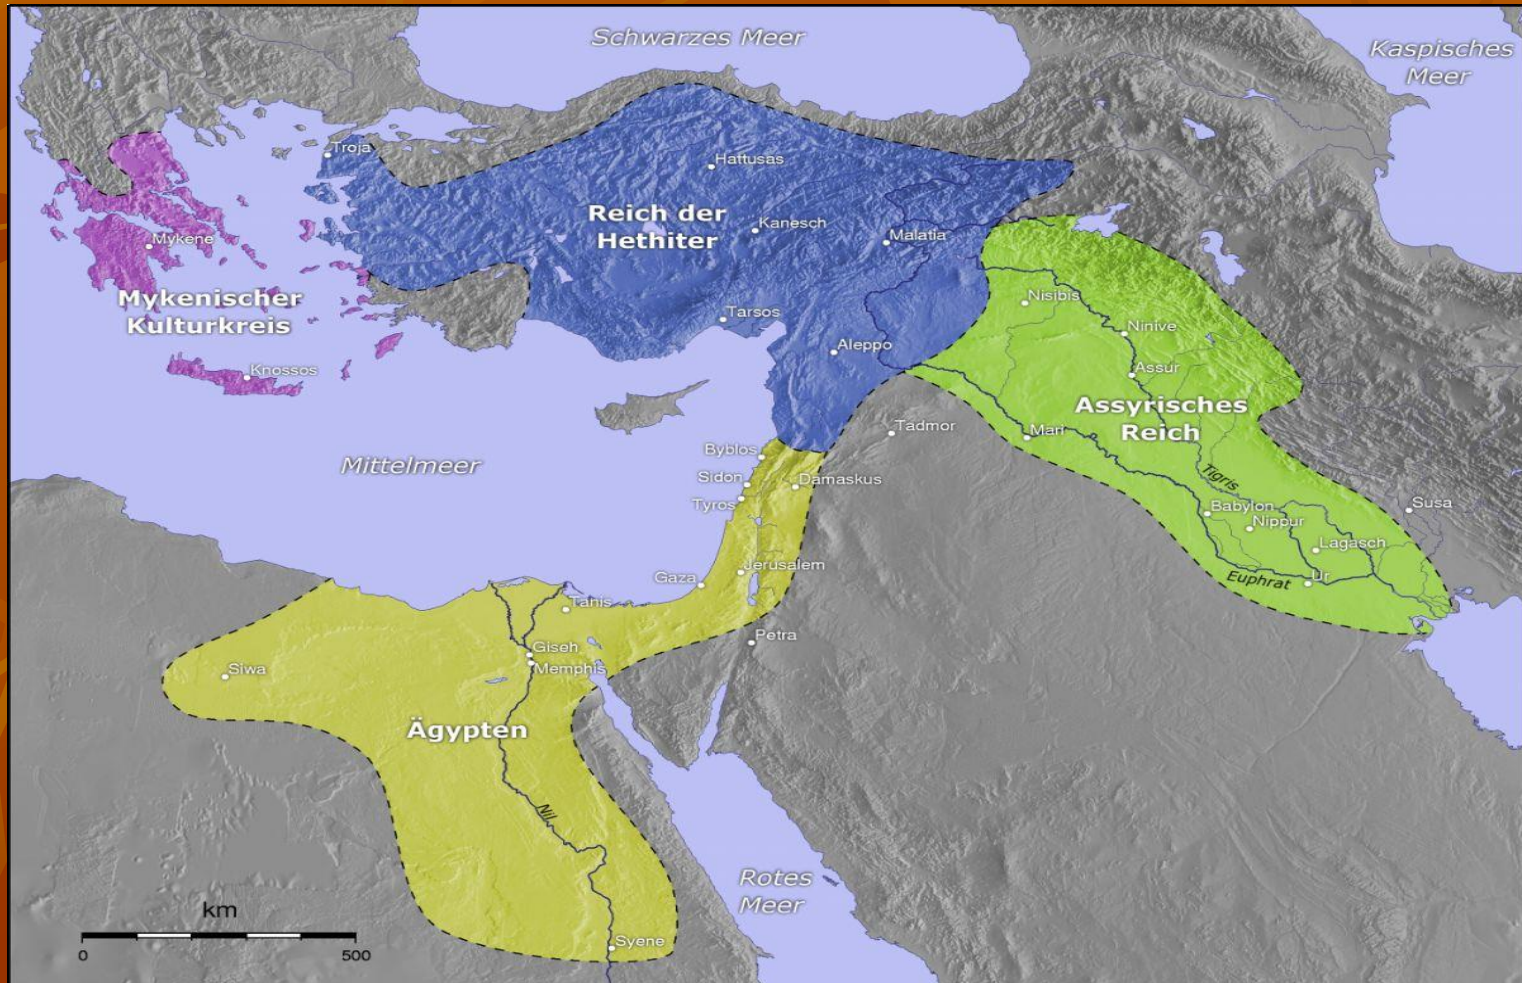 Schwarzes Meer
Kaspisches
Meer
Troja
Hattusas
Reich der
Hethiter
Kanesch
Malatia
Mykene
Mykenischer
Kulturkreis
Nisibis
Tarsos
Ninive
Aleppo
Knossos
Assur
Assyrisches
Reich
Tadmor
Mari
Byblos
Mittelmeer
Sidon
Damaskus
Tigris
Tyros
Susa
Babylon
Nippur
Lagasch
Gaza
Jerusalem
Euphrat
Ur
Tahis
Petra
Giseh
Memphis
Siwa
Ägypten
Nil
Rotes
Meer
km
Syene
0 500